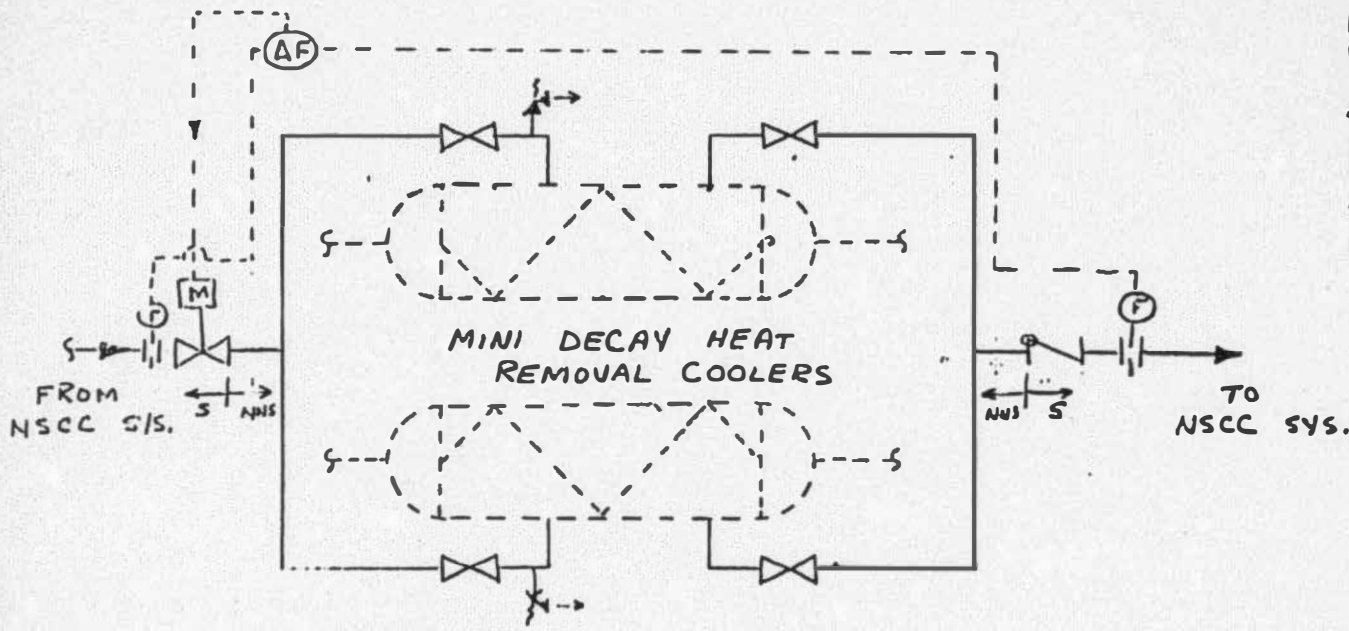 ΔF
M
F
F
MINI DECAY HEAT
REMOVAL COOLERS
FROM
NSCC S/S.
S
NNS
NNS
S
TO
NSCC SYS.